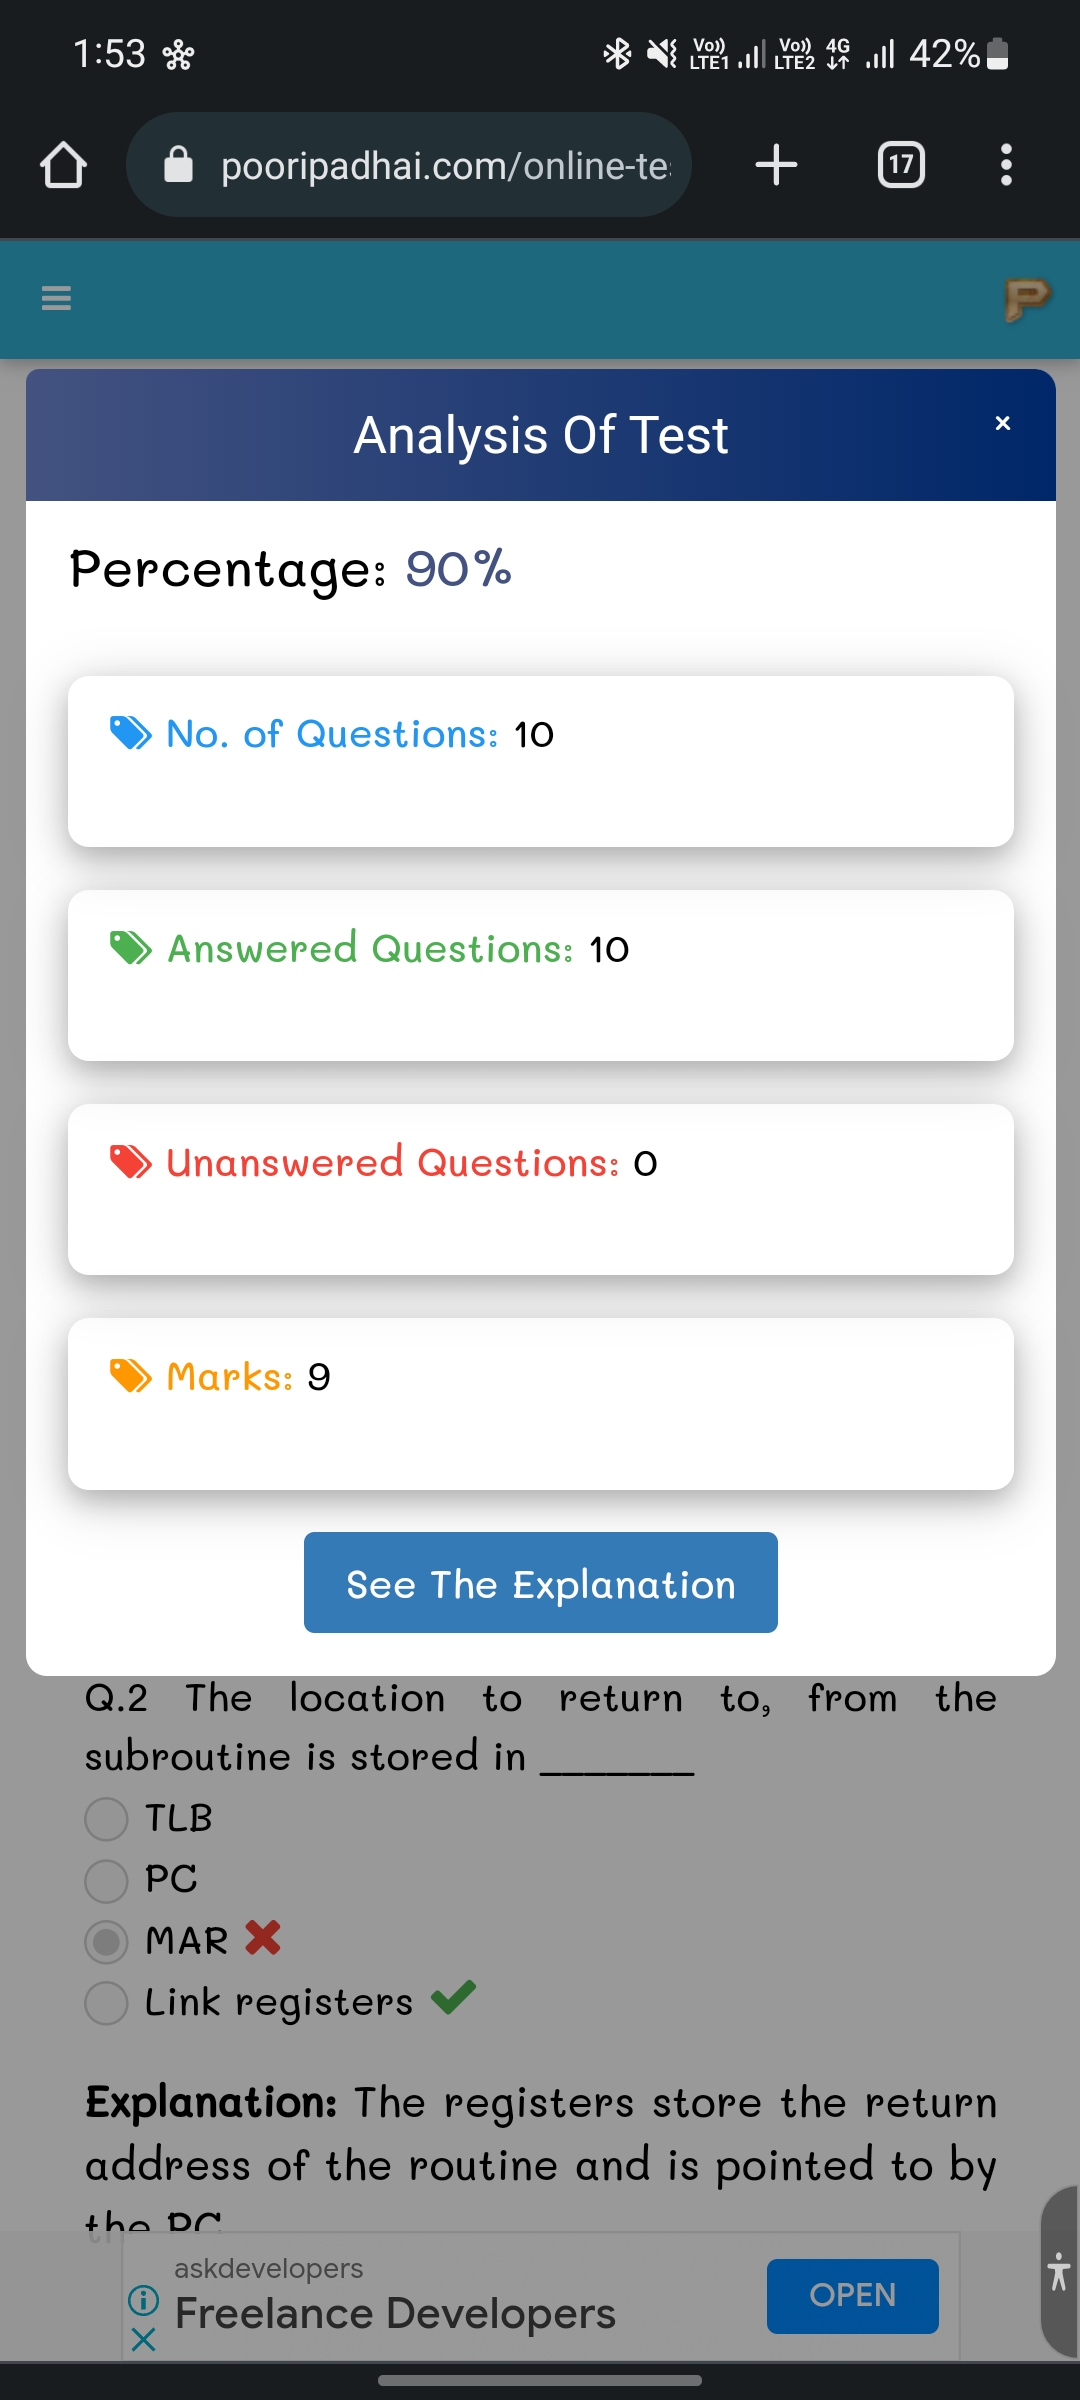 1:53
Vo)) LTE1 Vo)) LTE2 4G 42%
pooripadhai.com/online-te
17
P
Analysis Of Test ×
Percentage: 90%
No. of Questions: 10
Answered Questions: 10
Unanswered Questions: 0
Marks: 9
See The Explanation
Q.2 The location to return to, from the
subroutine is stored in _______
TLB
PC
MAR
Link registers
Explanation: The registers store the return
address of the routine and is pointed to by
the PC
askdevelopers
Freelance Developers
OPEN